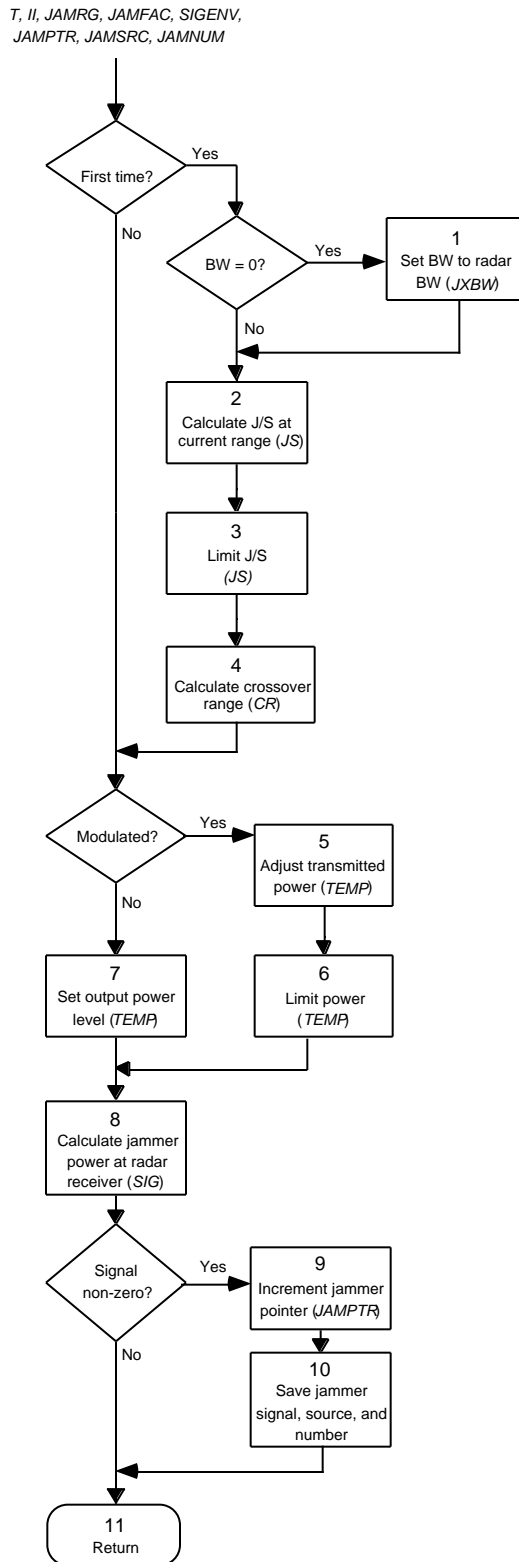 T, II, JAMRG, JAMFAC, SIGENV,
JAMPTR, JAMSRC, JAMNUM
First time?
Yes
No
BW = 0?
Yes
No
1
Set BW to radar
BW (JXBW)
2
Calculate J/S at
current range (JS)
3
Limit J/S
(JS)
4
Calculate crossover
range (CR)
Modulated?
Yes
No
5
Adjust transmitted
power (TEMP)
7
Set output power
level (TEMP)
6
Limit power
(TEMP)
8
Calculate jammer
power at radar
receiver (SIG)
Signal
non-zero?
Yes
No
9
Increment jammer
pointer (JAMPTR)
10
Save jammer
signal, source, and
number
11
Return